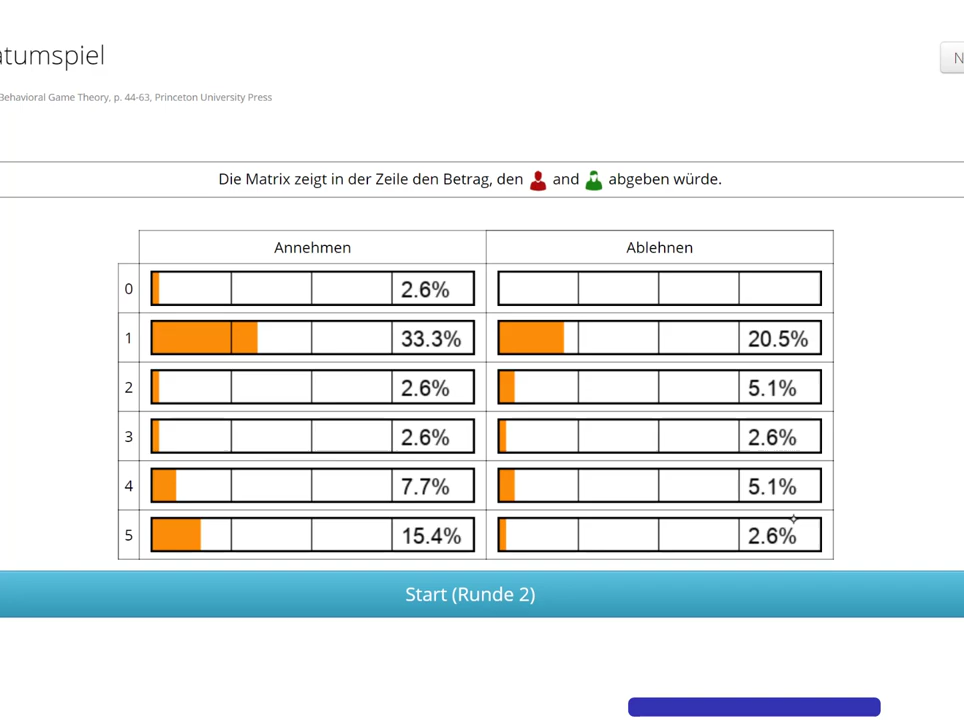 atumspiel
N
Behavioral Game Theory, p. 44-63, Princeton University Press
Die Matrix zeigt in der Zeile den Betrag, den and abgeben würde.
Annehmen Ablehnen
0 2.6%
1 33.3% 20.5%
2 2.6% 5.1%
3 2.6% 2.6%
4 7.7% 5.1%
5 15.4% 2.6%
Start (Runde 2)